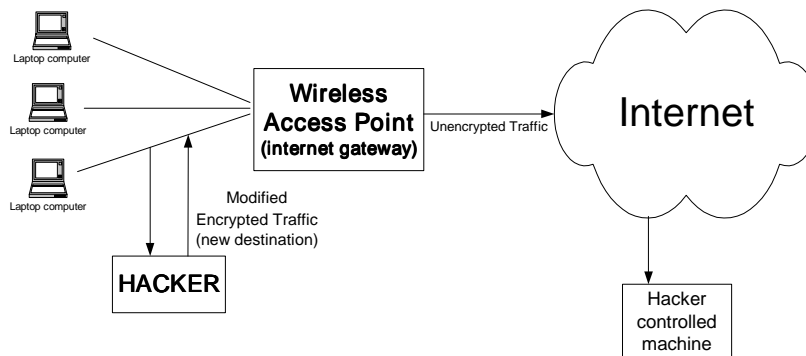 Laptop computer
Laptop computer
Laptop computer
Wireless
Access Point
(internet gateway)
Unencrypted Traffic
Internet
Modified
Encrypted Traffic
(new destination)
HACKER
Hacker
controlled
machine